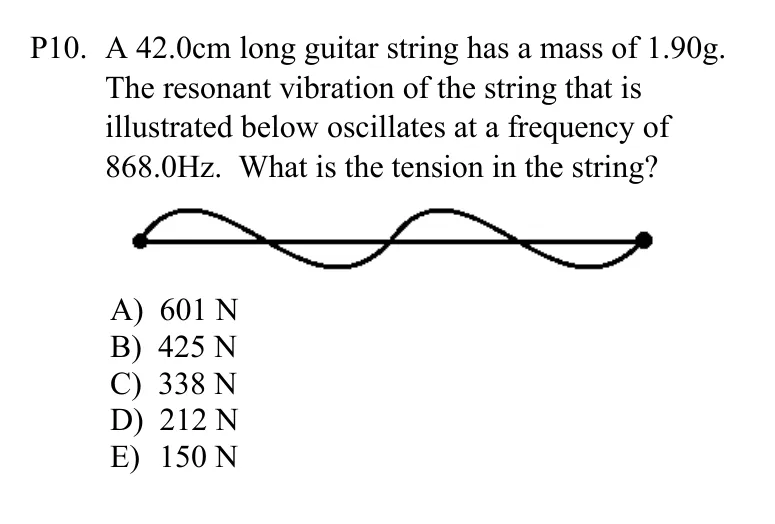 P10. A 42.0cm long guitar string has a mass of 1.90g.
The resonant vibration of the string that is
illustrated below oscillates at a frequency of
868.0Hz. What is the tension in the string?
A) 601 N
B) 425 N
C) 338 N
D) 212 N
E) 150 N